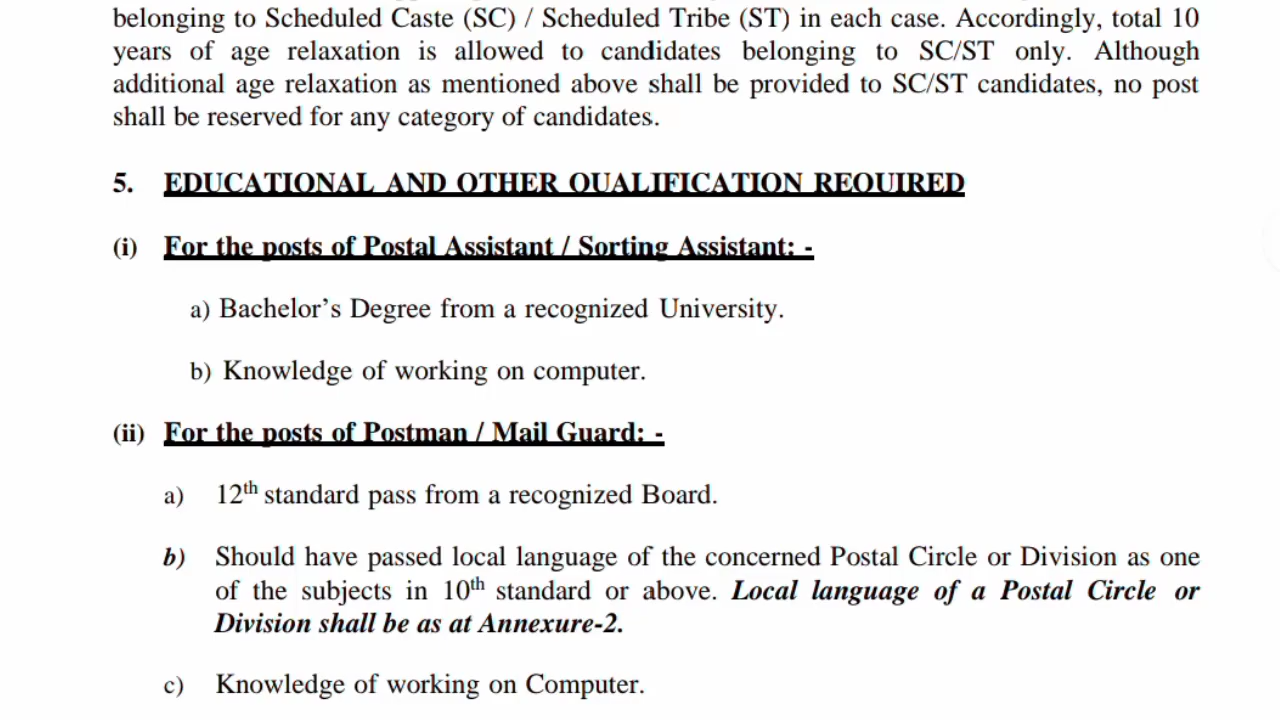 belonging to Scheduled Caste (SC) / Scheduled Tribe (ST) in each case. Accordingly, total 10
years of age relaxation is allowed to candidates belonging to SC/ST only. Although
additional age relaxation as mentioned above shall be provided to SC/ST candidates, no post
shall be reserved for any category of candidates.
5. EDUCATIONAL AND OTHER QUALIFICATION REQUIRED
(i) For the posts of Postal Assistant / Sorting Assistant: -
a) Bachelor’s Degree from a recognized University.
b) Knowledge of working on computer.
(ii) For the posts of Postman / Mail Guard: -
a) 12th standard pass from a recognized Board.
b) Should have passed local language of the concerned Postal Circle or Division as one
of the subjects in 10th standard or above. Local language of a Postal Circle or
Division shall be as at Annexure-2.
c) Knowledge of working on Computer.